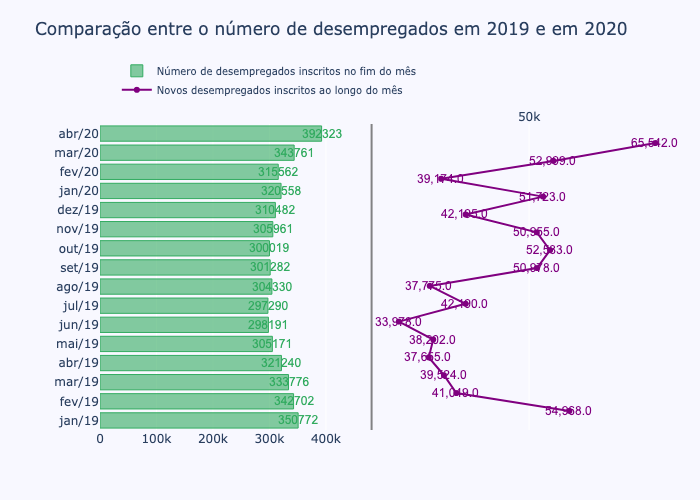 Comparação entre o número de desempregados em 2019 e em 2020
Número de desempregados inscritos no fim do mês
Novos desempregados inscritos ao longo do mês
50k
abr/20 392323 65,542.0
mar/20 343761 52,999.0
fev/20 315562 39,174.0
jan/20 320558 51,723.0
dez/19 310482 42,195.0
nov/19 305961 50,955.0
out/19 300019 52,583.0
set/19 301282 50,978.0
ago/19 304330 37,775.0
jul/19 297290 42,190.0
jun/19 298191 33,978.0
mai/19 305171 38,202.0
abr/19 321240 37,655.0
mar/19 333776 39,524.0
fev/19 342702 41,049.0
jan/19 350772 54,968.0
0 100k 200k 300k 400k